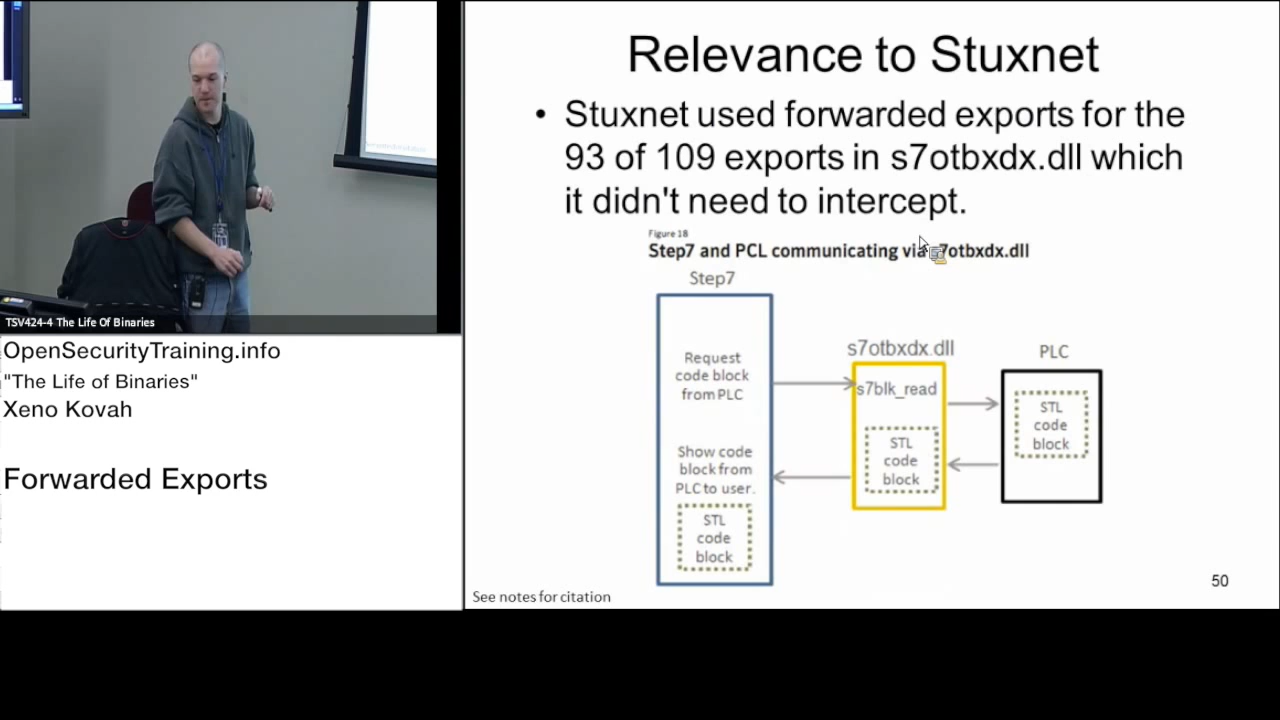 TSV424-4 The Life Of Binaries
OpenSecurityTraining.info
"The Life of Binaries"
Xeno Kovah
Forwarded Exports
Relevance to Stuxnet
• Stuxnet used forwarded exports for the
93 of 109 exports in s7otbxdx.dll which
it didn't need to intercept.
Figure 18
Step7 and PCL communicating via s7otbxdx.dll
Step7
Request
code block
from PLC
Show code
block from
PLC to user.
STL
code
block
s7otbxdx.dll
s7blk_read
STL
code
block
PLC
STL
code
block
50
See notes for citation